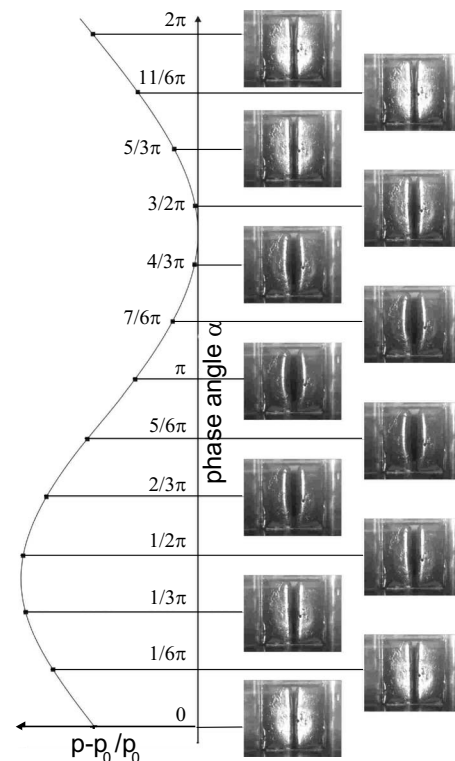 2π
11/6π
5/3π
3/2π
4/3π
7/6π
π
5/6π
2/3π
1/2π
1/3π
1/6π
0
phase angle α
p-p₀/p₀